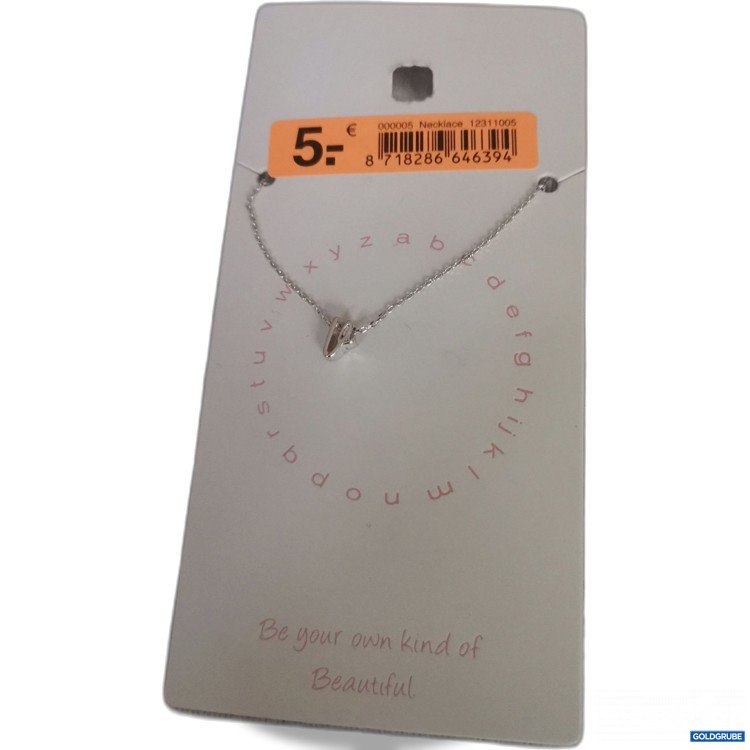 5.- €
000005 Necklace 12311005
8 718286 646394
a b d e f g h i j k l m n o p q r s t u v w x y z
Be your own kind of
Beautiful
GOLDGRUBE